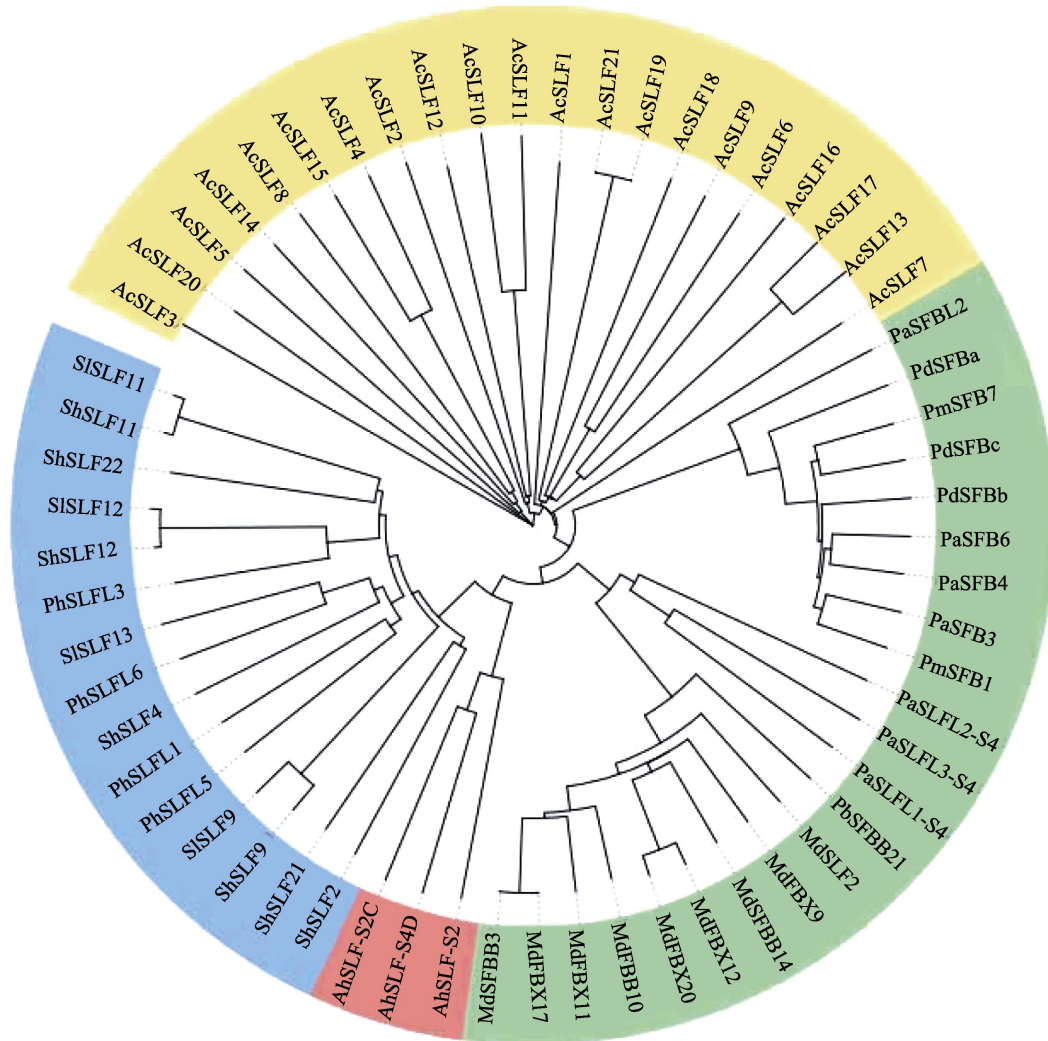 AcSLF3
AcSLF20
AcSLF5
AcSLF14
AcSLF8
AcSLF15
AcSLF4
AcSLF2
AcSLF12
AcSLF10
AcSLF11
AcSLF1
AcSLF21
AcSLF19
AcSLF18
AcSLF9
AcSLF6
AcSLF16
AcSLF17
AcSLF13
AcSLF7
PaSFBL2
PdSFBa
PmSFB7
PdSFBc
PdSFBb
PaSFB6
PaSFB4
PaSFB3
PmSFB1
PaSLFL2-S4
PaSLFL3-S4
PaSLFL1-S4
PbSFBB21
MdSLF2
MdFBX9
MdSFBB14
MdFBX12
MdFBX20
MdFBB10
MdFBX11
MdFBX17
MdSFBB3
AhSLF-S2
AhSLF-S4D
AhSLF-S2C
ShSLF2
ShSLF21
ShSLF9
SlSLF9
PhSLFL5
PhSLFL1
ShSLF4
PhSLFL6
SlSLF13
PhSLFL3
ShSLF12
SlSLF12
ShSLF22
ShSLF11
SlSLF11